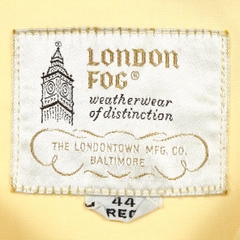 LONDON
FOG®
weatherwear
of distinction
THE LONDONTOWN MFG. CO.
BALTIMORE
44
REG